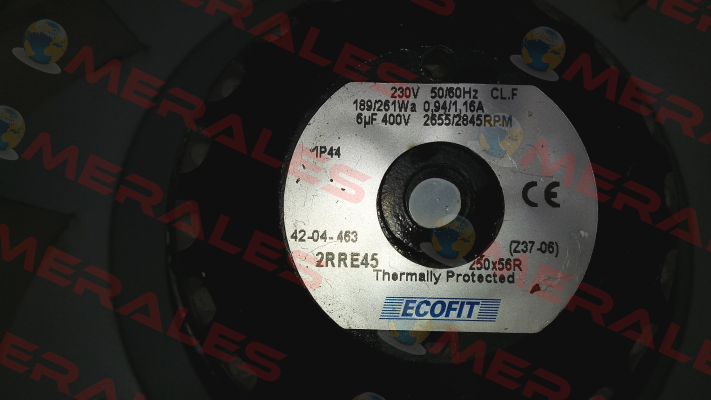 230V 50/60Hz CL.F
189/261Wa 0,94/1,16A
6µF 400V 2655/2845RPM
IP44
CE
42-04-463
(Z37-06)
2RRE45
250x56R
Thermally Protected
ECOFIT
MERALES
MERALES
MERALES
MERALES
MERALES